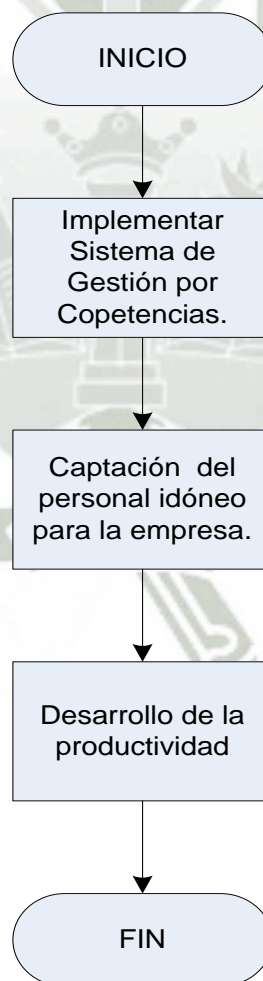 INICIO
Implementar
Sistema de
Gestión por
Copetencias.
Captación del
personal idóneo
para la empresa.
Desarrollo de la
productividad
FIN